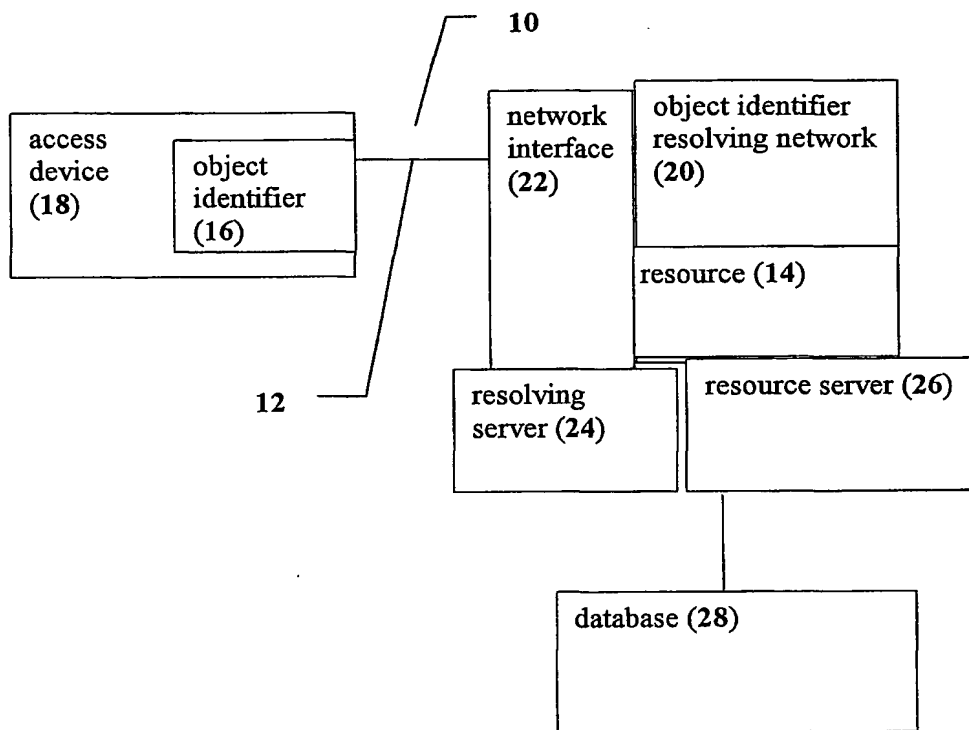 10
access
device
(18)
object
identifier
(16)
network
interface
(22)
object identifier
resolving network
(20)
resource (14)
12
resolving
server (24)
resource server (26)
database (28)